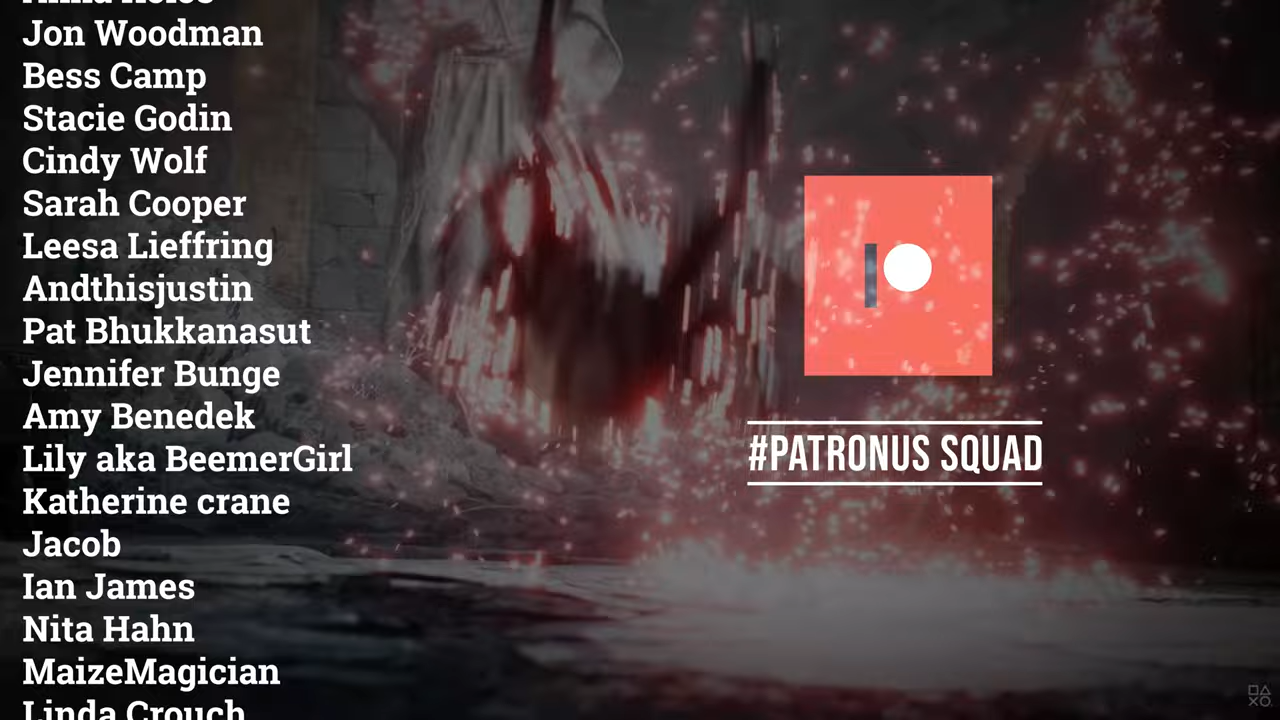 Jon Woodman
Bess Camp
Stacie Godin
Cindy Wolf
Sarah Cooper
Leesa Lieffring
Andthisjustin
Pat Bhukkanasut
Jennifer Bunge
Amy Benedek
Lily aka BeemerGirl
Katherine crane
Jacob
Ian James
Nita Hahn
MaizeMagician
Linda Crouch
#PATRONUS SQUAD